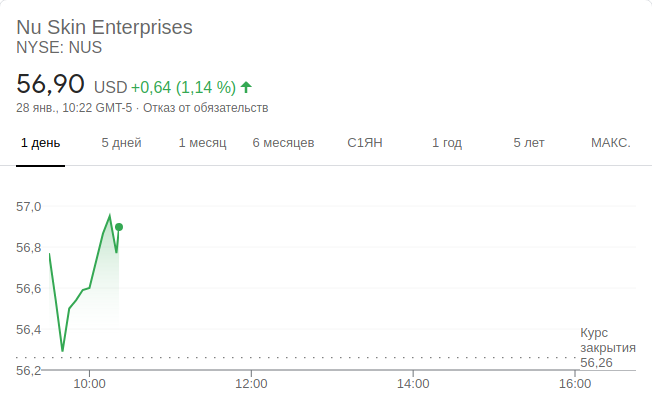 Nu Skin Enterprises
NYSE: NUS
56,90 USD +0,64 (1,14 %)
28 янв., 10:22 GMT-5 · Отказ от обязательств
1 день 5 дней 1 месяц 6 месяцев С1ЯН 1 год 5 лет МАКС.
57,0
56,8
56,6
56,4
Курс
закрытия
56,26
56,2
10:00 12:00 14:00 16:00